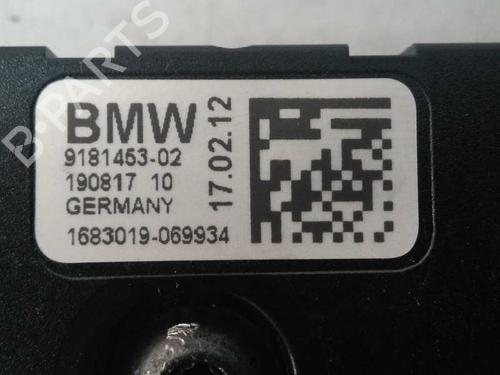 BMW
9181453-02
190817 10
GERMANY
1683019-069934
17.02.12
B-PARTS